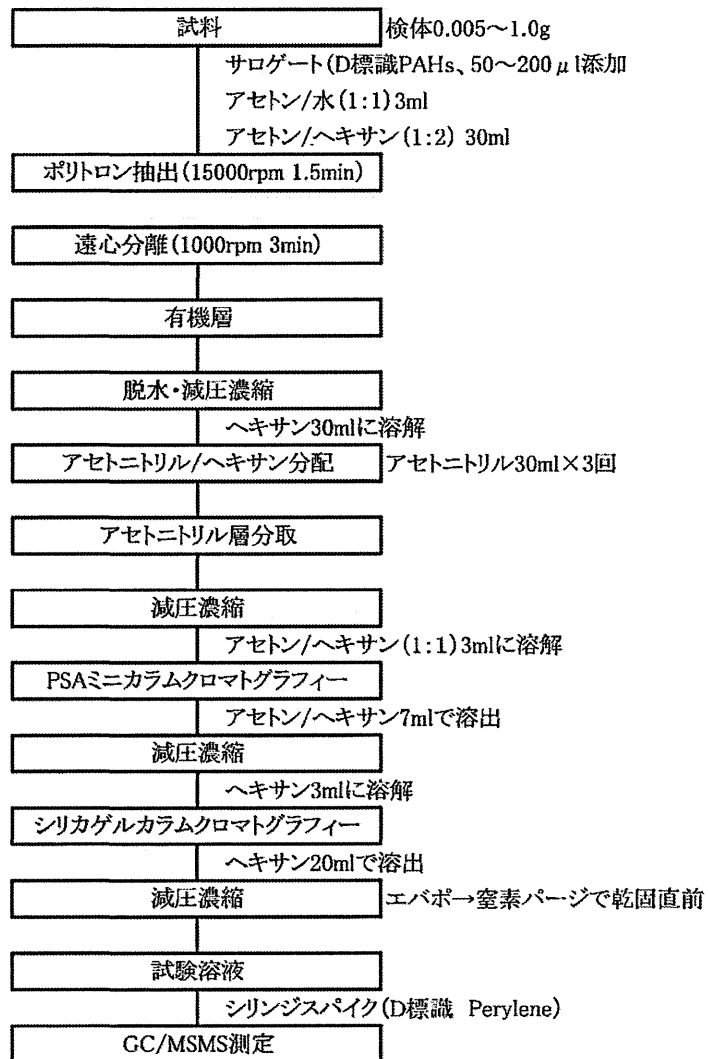 試料 検体0.005～1.0g
サロゲート(D標識PAHs、50～200μl添加
アセトン/水(1:1)3ml
アセトン/ヘキサン(1:2) 30ml
ポリトロン抽出(15000rpm 1.5min)
遠心分離(1000rpm 3min)
有機層
脱水・減圧濃縮
ヘキサン30mlに溶解
アセトニトリル/ヘキサン分配 アセトニトリル30ml×3回
アセトニトリル層分取
減圧濃縮
アセトン/ヘキサン(1:1)3mlに溶解
PSAミニカラムクロマトグラフィー
アセトン/ヘキサン7mlで溶出
減圧濃縮
ヘキサン3mlに溶解
シリカゲルカラムクロマトグラフィー
ヘキサン20mlで溶出
減圧濃縮 エバポ→窒素パージで乾固直前
試験溶液
シリンジスパイク(D標識 Perylene)
GC/MSMS測定